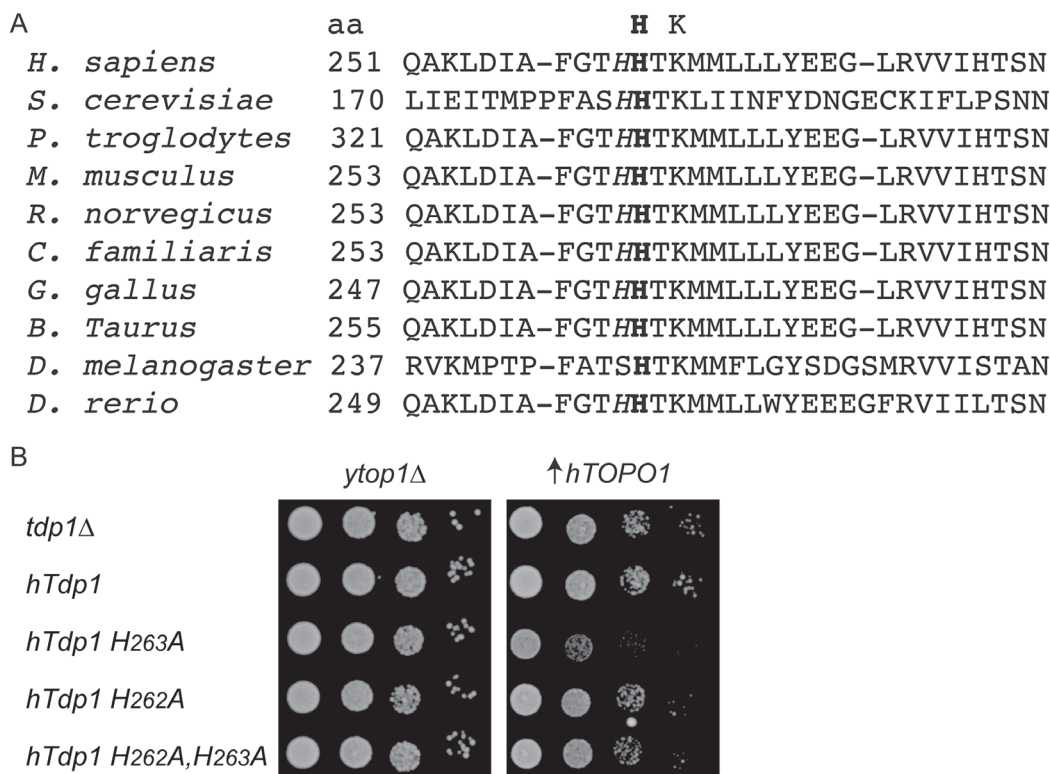 A
aa H K
H. sapiens 251 QAKLDIA-FGTHHTKMMLLLYEEG-LRVVIHTSN
S. cerevisiae 170 LIEITMPPFASHHTKLIINFYDNGECKIFLPSNN
P. troglodytes 321 QAKLDIA-FGTHHTKMMLLLYEEG-LRVVIHTSN
M. musculus 253 QAKLDIA-FGTHHTKMMLLLYEEG-LRVVIHTSN
R. norvegicus 253 QAKLDIA-FGTHHTKMMLLLYEEG-LRVVIHTSN
C. familiaris 253 QAKLDIA-FGTHHTKMMLLLYEEG-LRVVIHTSN
G. gallus 247 QAKLDIA-FGTHHTKMMLLLYEEG-LRVVIHTSN
B. Taurus 255 QAKLDIA-FGTHHTKMMLLLYEEG-LRVVIHTSN
D. melanogaster 237 RVKMPTP-FATSHTKMMFLGYSDGSMRVVISTAN
D. rerio 249 QAKLDIA-FGTHHTKMMLLWYEEEGFRVIILTSN
B
ytop1Δ ↑hTOPO1
tdp1Δ
hTdp1
hTdp1 H263A
hTdp1 H262A
hTdp1 H262A,H263A